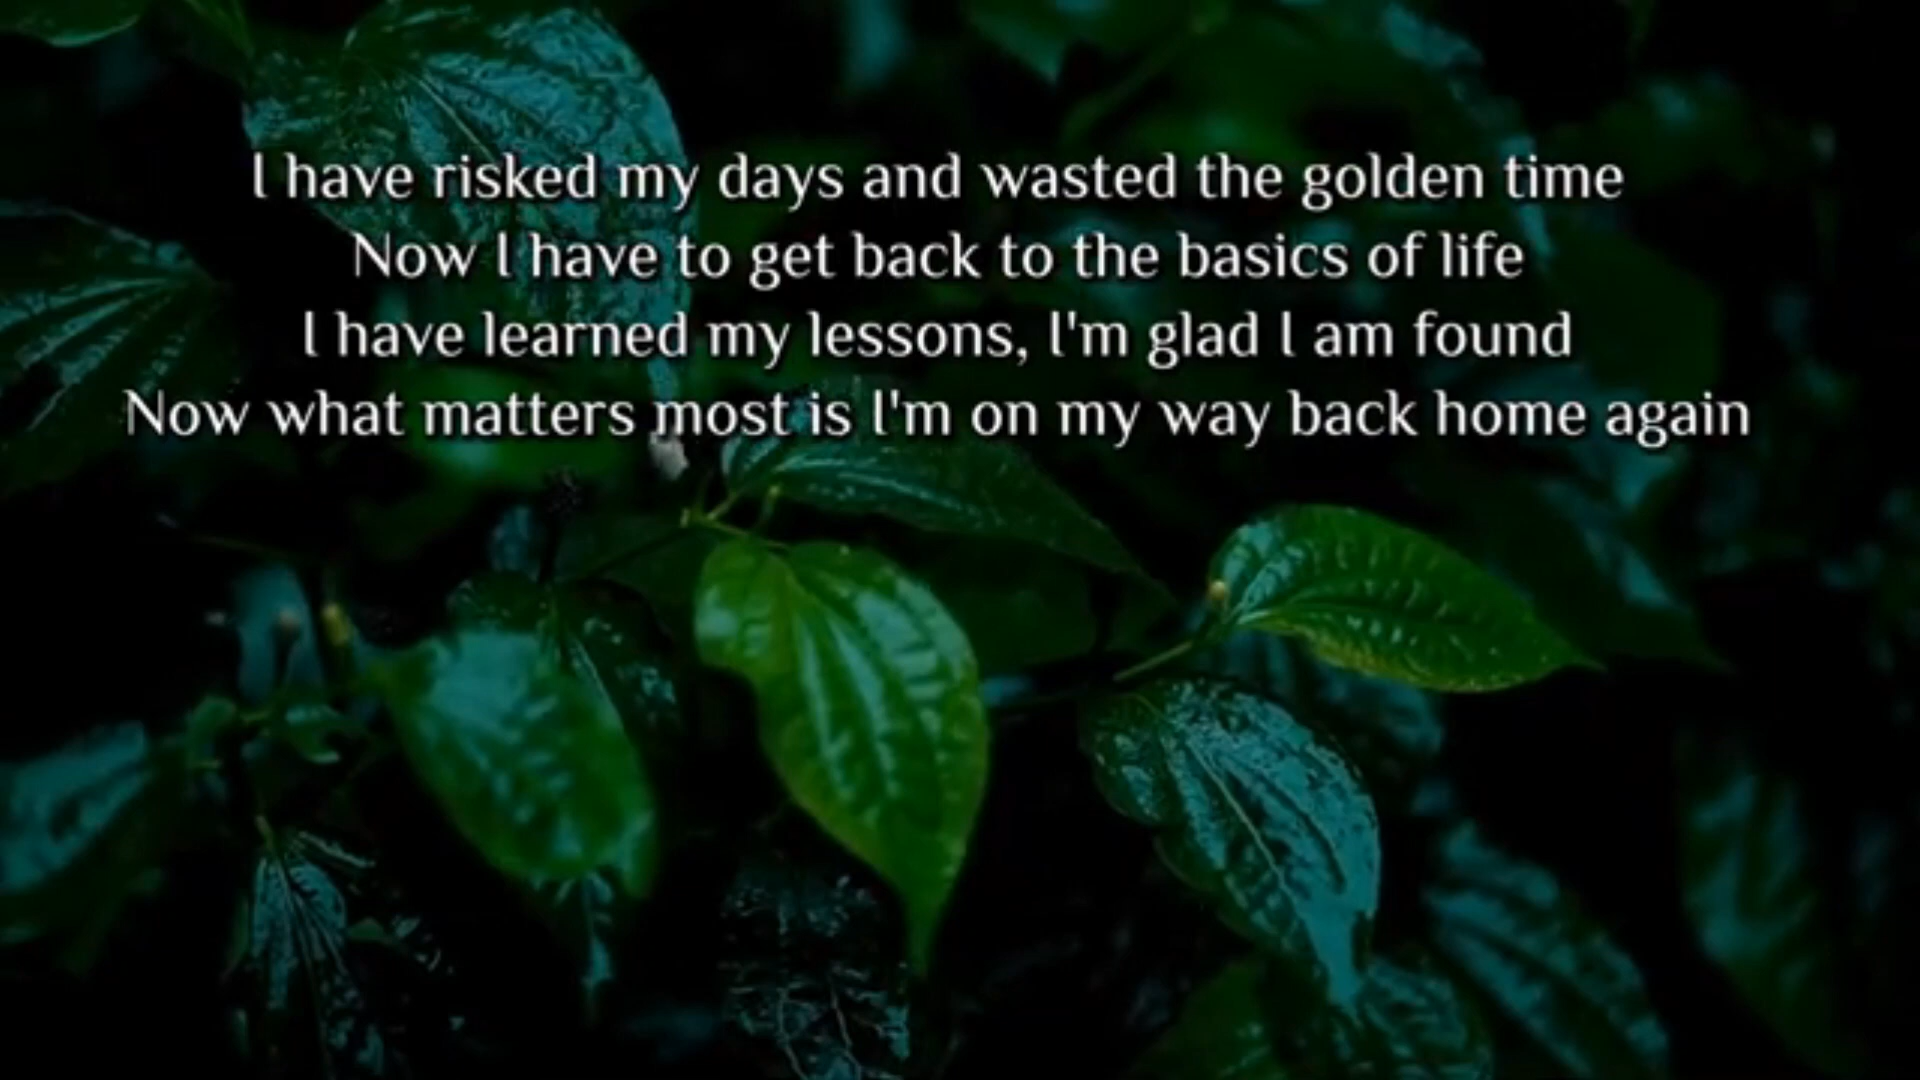 I have risked my days and wasted the golden time
Now I have to get back to the basics of life
I have learned my lessons, I'm glad I am found
Now what matters most is I'm on my way back home again